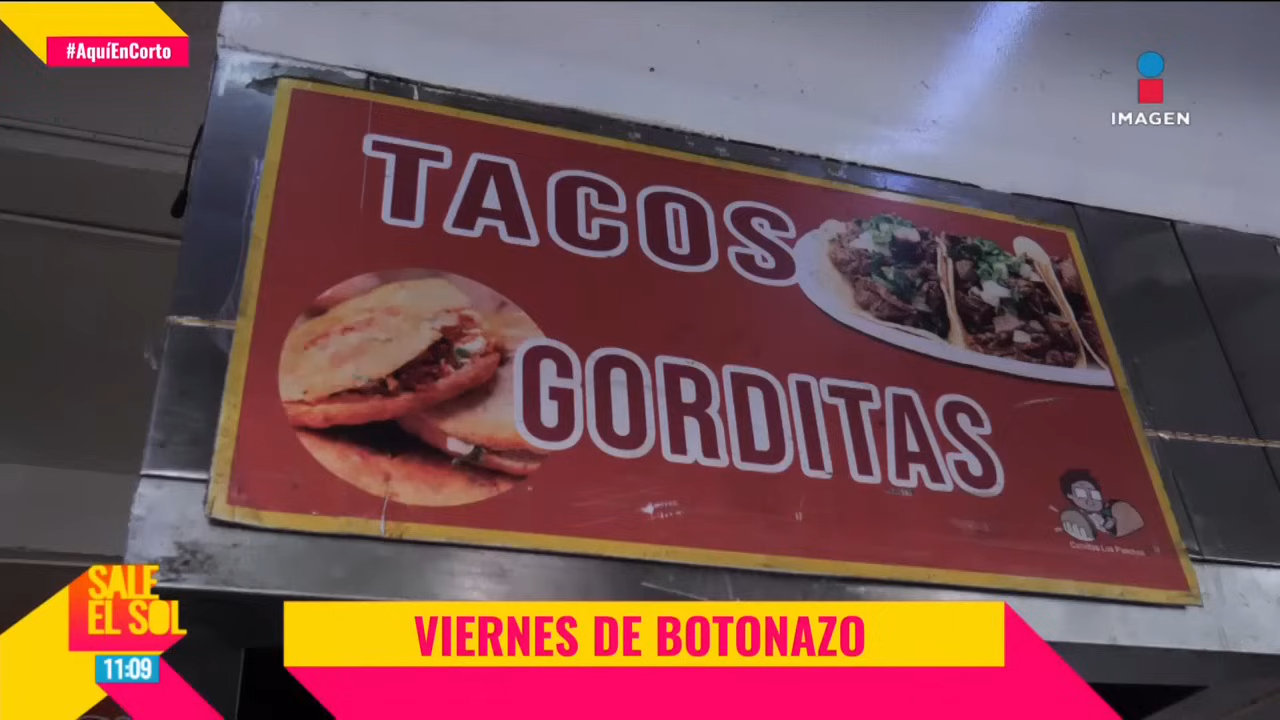 #AquíEnCorto
IMAGEN
TACOS
GORDITAS
SALE
EL SOL
11:09
VIERNES DE BOTONAZO